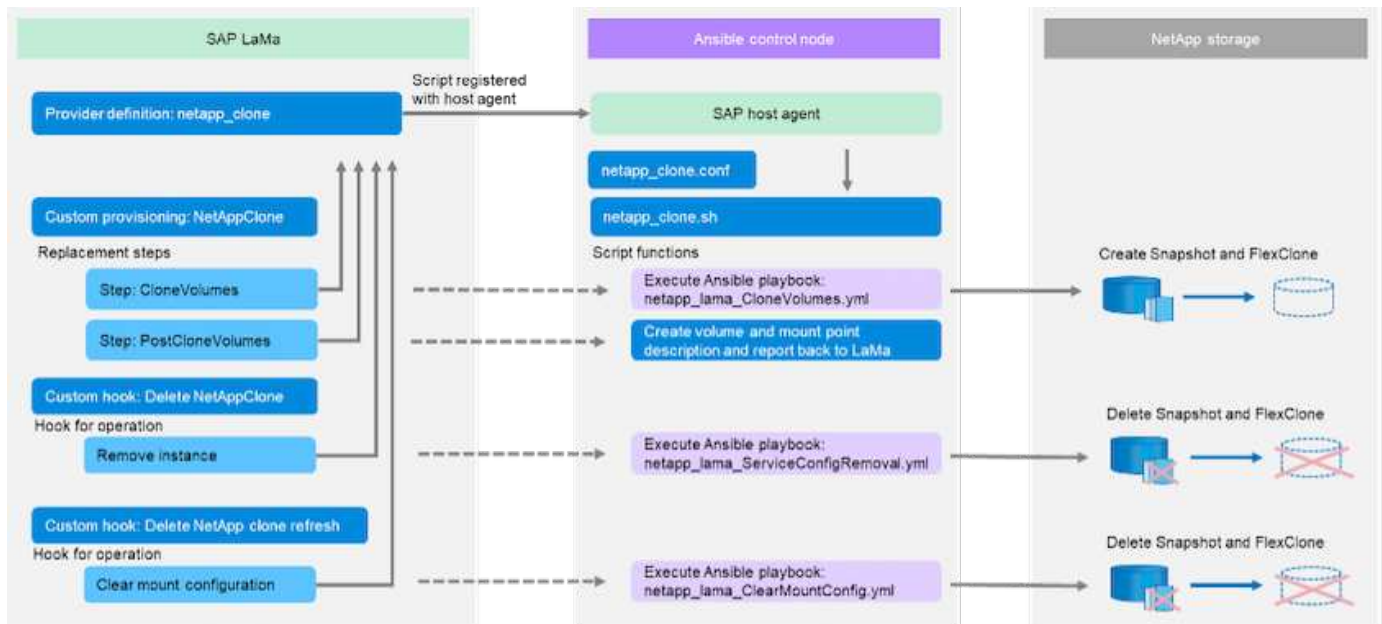 SAP LaMa
Ansible control node
NetApp storage
Script registered
with host agent
Provider definition: netapp_clone
SAP host agent
netapp_clone.conf
Custom provisioning: NetAppClone
netapp_clone.sh
Replacement steps
Script functions
Create Snapshot and FlexClone
Step: CloneVolumes
Execute Ansible playbook:
netapp_lama_CloneVolumes.yml
Step: PostCloneVolumes
Create volume and mount point
description and report back to LaMa
Custom hook: Delete NetAppClone
Hook for operation
Delete Snapshot and FlexClone
Remove instance
Execute Ansible playbook:
netapp_lama_ServiceConfigRemoval.yml
Custom hook: Delete NetApp clone refresh
Hook for operation
Delete Snapshot and FlexClone
Clear mount configuration
Execute Ansible playbook:
netapp_lama_ClearMountConfig.yml